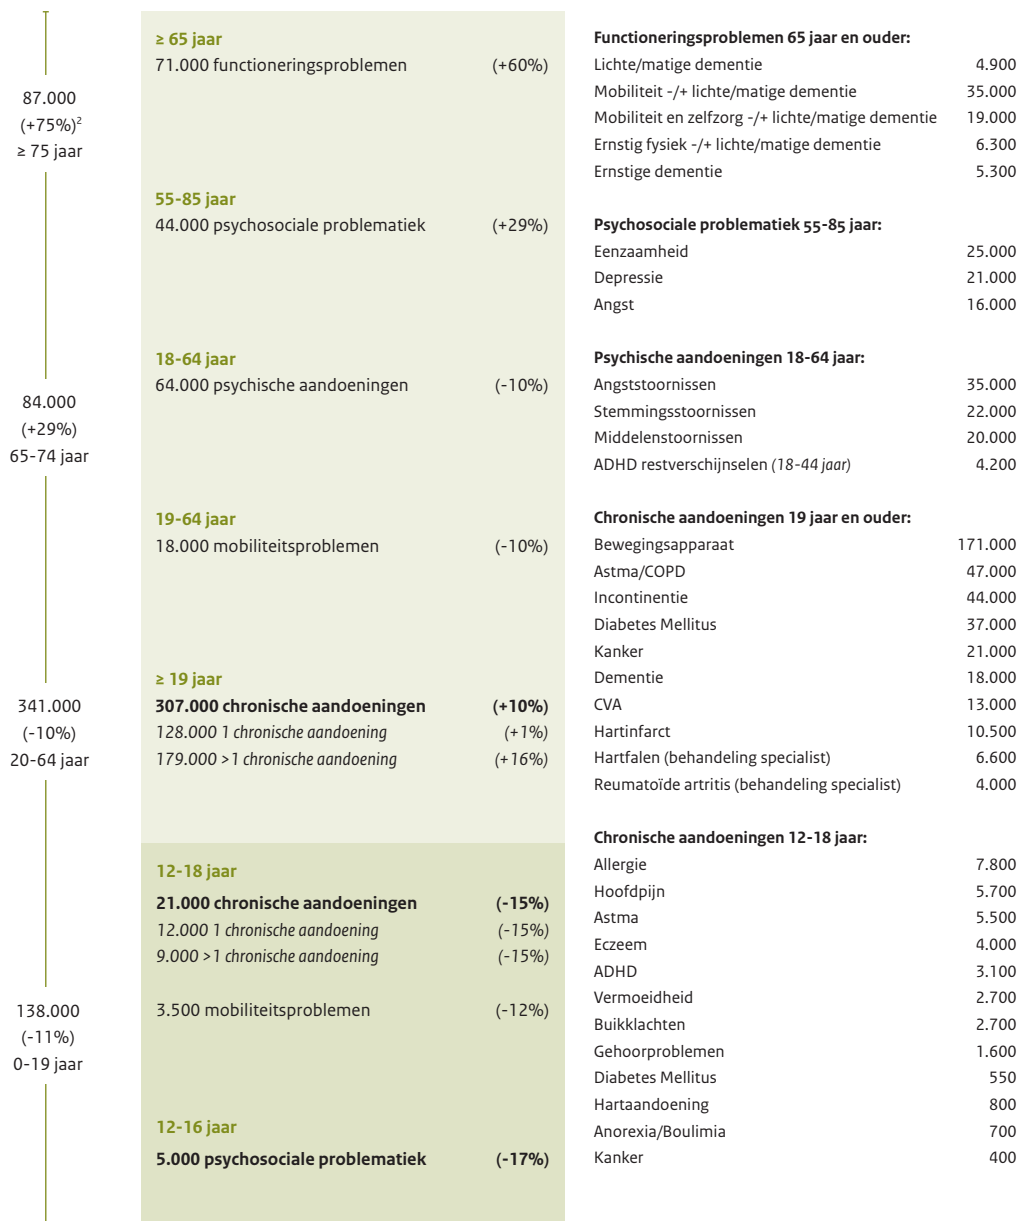 87.000
(+75%)2
≥ 75 jaar
84.000
(+29%)
65-74 jaar
341.000
(-10%)
20-64 jaar
138.000
(-11%)
0-19 jaar
≥ 65 jaar
71.000 functioneringsproblemen (+60%)
55-85 jaar
44.000 psychosociale problematiek (+29%)
18-64 jaar
64.000 psychische aandoeningen (-10%)
19-64 jaar
18.000 mobiliteitsproblemen (-10%)
≥ 19 jaar
307.000 chronische aandoeningen (+10%)
128.000 1 chronische aandoening (+1%)
179.000 >1 chronische aandoening (+16%)
12-18 jaar
21.000 chronische aandoeningen (-15%)
12.000 1 chronische aandoening (-15%)
9.000 >1 chronische aandoening (-15%)
3.500 mobiliteitsproblemen (-12%)
12-16 jaar
5.000 psychosociale problematiek (-17%)
Functioneringsproblemen 65 jaar en ouder:
Lichte/matige dementie 4.900
Mobiliteit -/+ lichte/matige dementie 35.000
Mobiliteit en zelfzorg -/+ lichte/matige dementie 19.000
Ernstig fysiek -/+ lichte/matige dementie 6.300
Ernstige dementie 5.300
Psychosociale problematiek 55-85 jaar:
Eenzaamheid 25.000
Depressie 21.000
Angst 16.000
Psychische aandoeningen 18-64 jaar:
Angststoornissen 35.000
Stemmingsstoornissen 22.000
Middelenstoornissen 20.000
ADHD restverschijnselen (18-44 jaar) 4.200
Chronische aandoeningen 19 jaar en ouder:
Bewegingsapparaat 171.000
Astma/COPD 47.000
Incontinentie 44.000
Diabetes Mellitus 37.000
Kanker 21.000
Dementie 18.000
CVA 13.000
Hartinfarct 10.500
Hartfalen (behandeling specialist) 6.600
Reumatoïde artritis (behandeling specialist) 4.000
Chronische aandoeningen 12-18 jaar:
Allergie 7.800
Hoofdpijn 5.700
Astma 5.500
Eczeem 4.000
ADHD 3.100
Vermoeidheid 2.700
Buikklachten 2.700
Gehoorproblemen 1.600
Diabetes Mellitus 550
Hartaandoening 800
Anorexia/Boulimia 700
Kanker 400